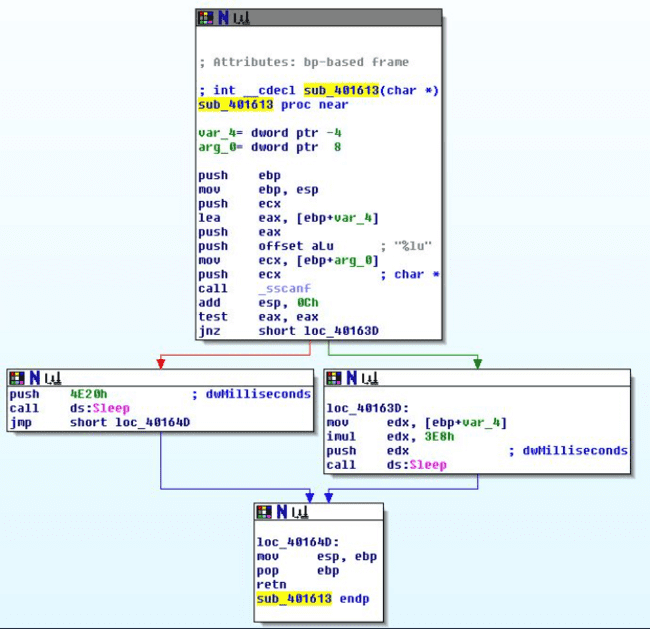 ; Attributes: bp-based frame
; int __cdecl sub_401613(char *)
sub_401613 proc near
var_4= dword ptr -4
arg_0= dword ptr  8
push    ebp
mov     ebp, esp
push    ecx
lea     eax, [ebp+var_4]
push    eax
push    offset aLu      ; "%lu"
mov     ecx, [ebp+arg_0]
push    ecx             ; char *
call    _sscanf
add     esp, 0Ch
test    eax, eax
jnz     short loc_40163D
push    4E20h           ; dwMilliseconds
call    ds:Sleep
jmp     short loc_40164D
loc_40163D:
mov     edx, [ebp+var_4]
imul    edx, 3E8h
push    edx             ; dwMilliseconds
call    ds:Sleep
loc_40164D:
mov     esp, ebp
pop     ebp
retn
sub_401613 endp